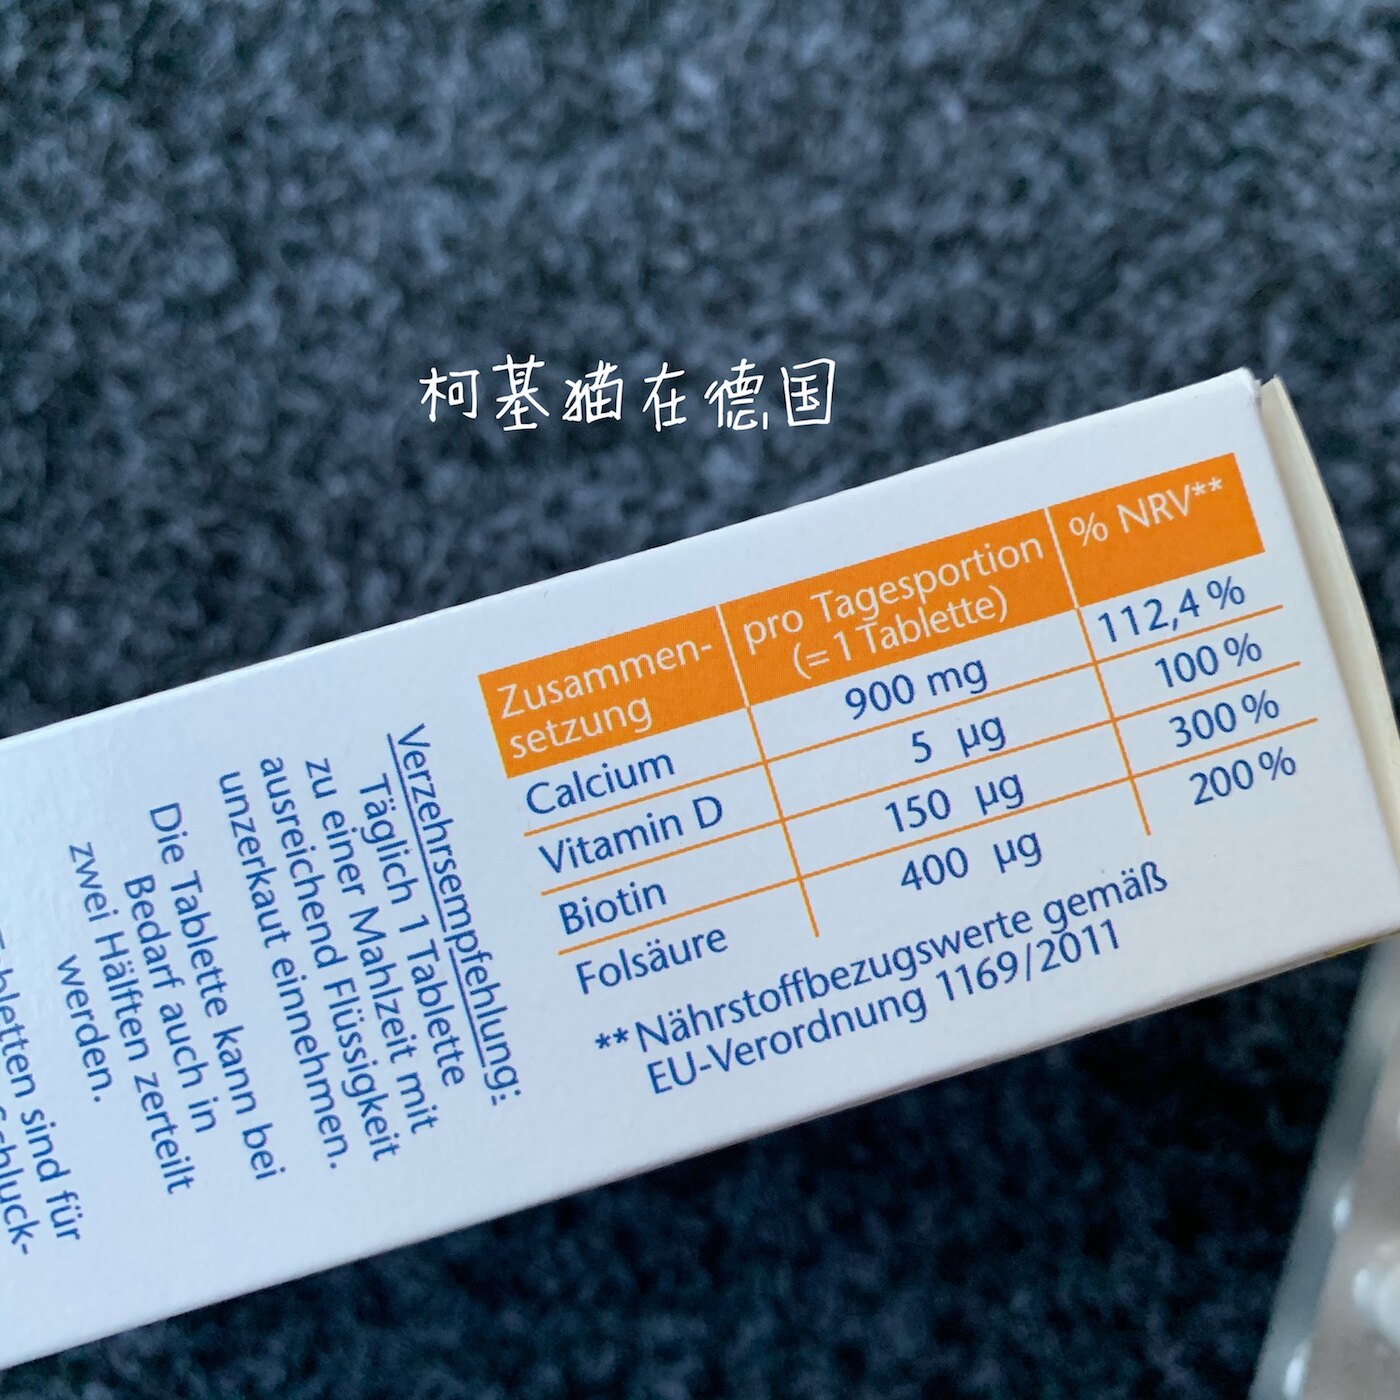 柯基猫在德国
Zusammen- pro Tagesportion % NRV**
setzung (= 1 Tablette)
Calcium 900 mg 112,4 %
Vitamin D 5 µg 100 %
Biotin 150 µg 300 %
Folsäure 400 µg 200 %
**Nährstoffbezugswerte gemäß
EU-Verordnung 1169/2011
Verzehrsempfehlung:
Täglich 1 Tablette
zu einer Mahlzeit mit
ausreichend Flüssigkeit
unzerkaut einnehmen.
Die Tablette kann bei
Bedarf auch in
zwei Hälften zerteilt
werden.
sind für